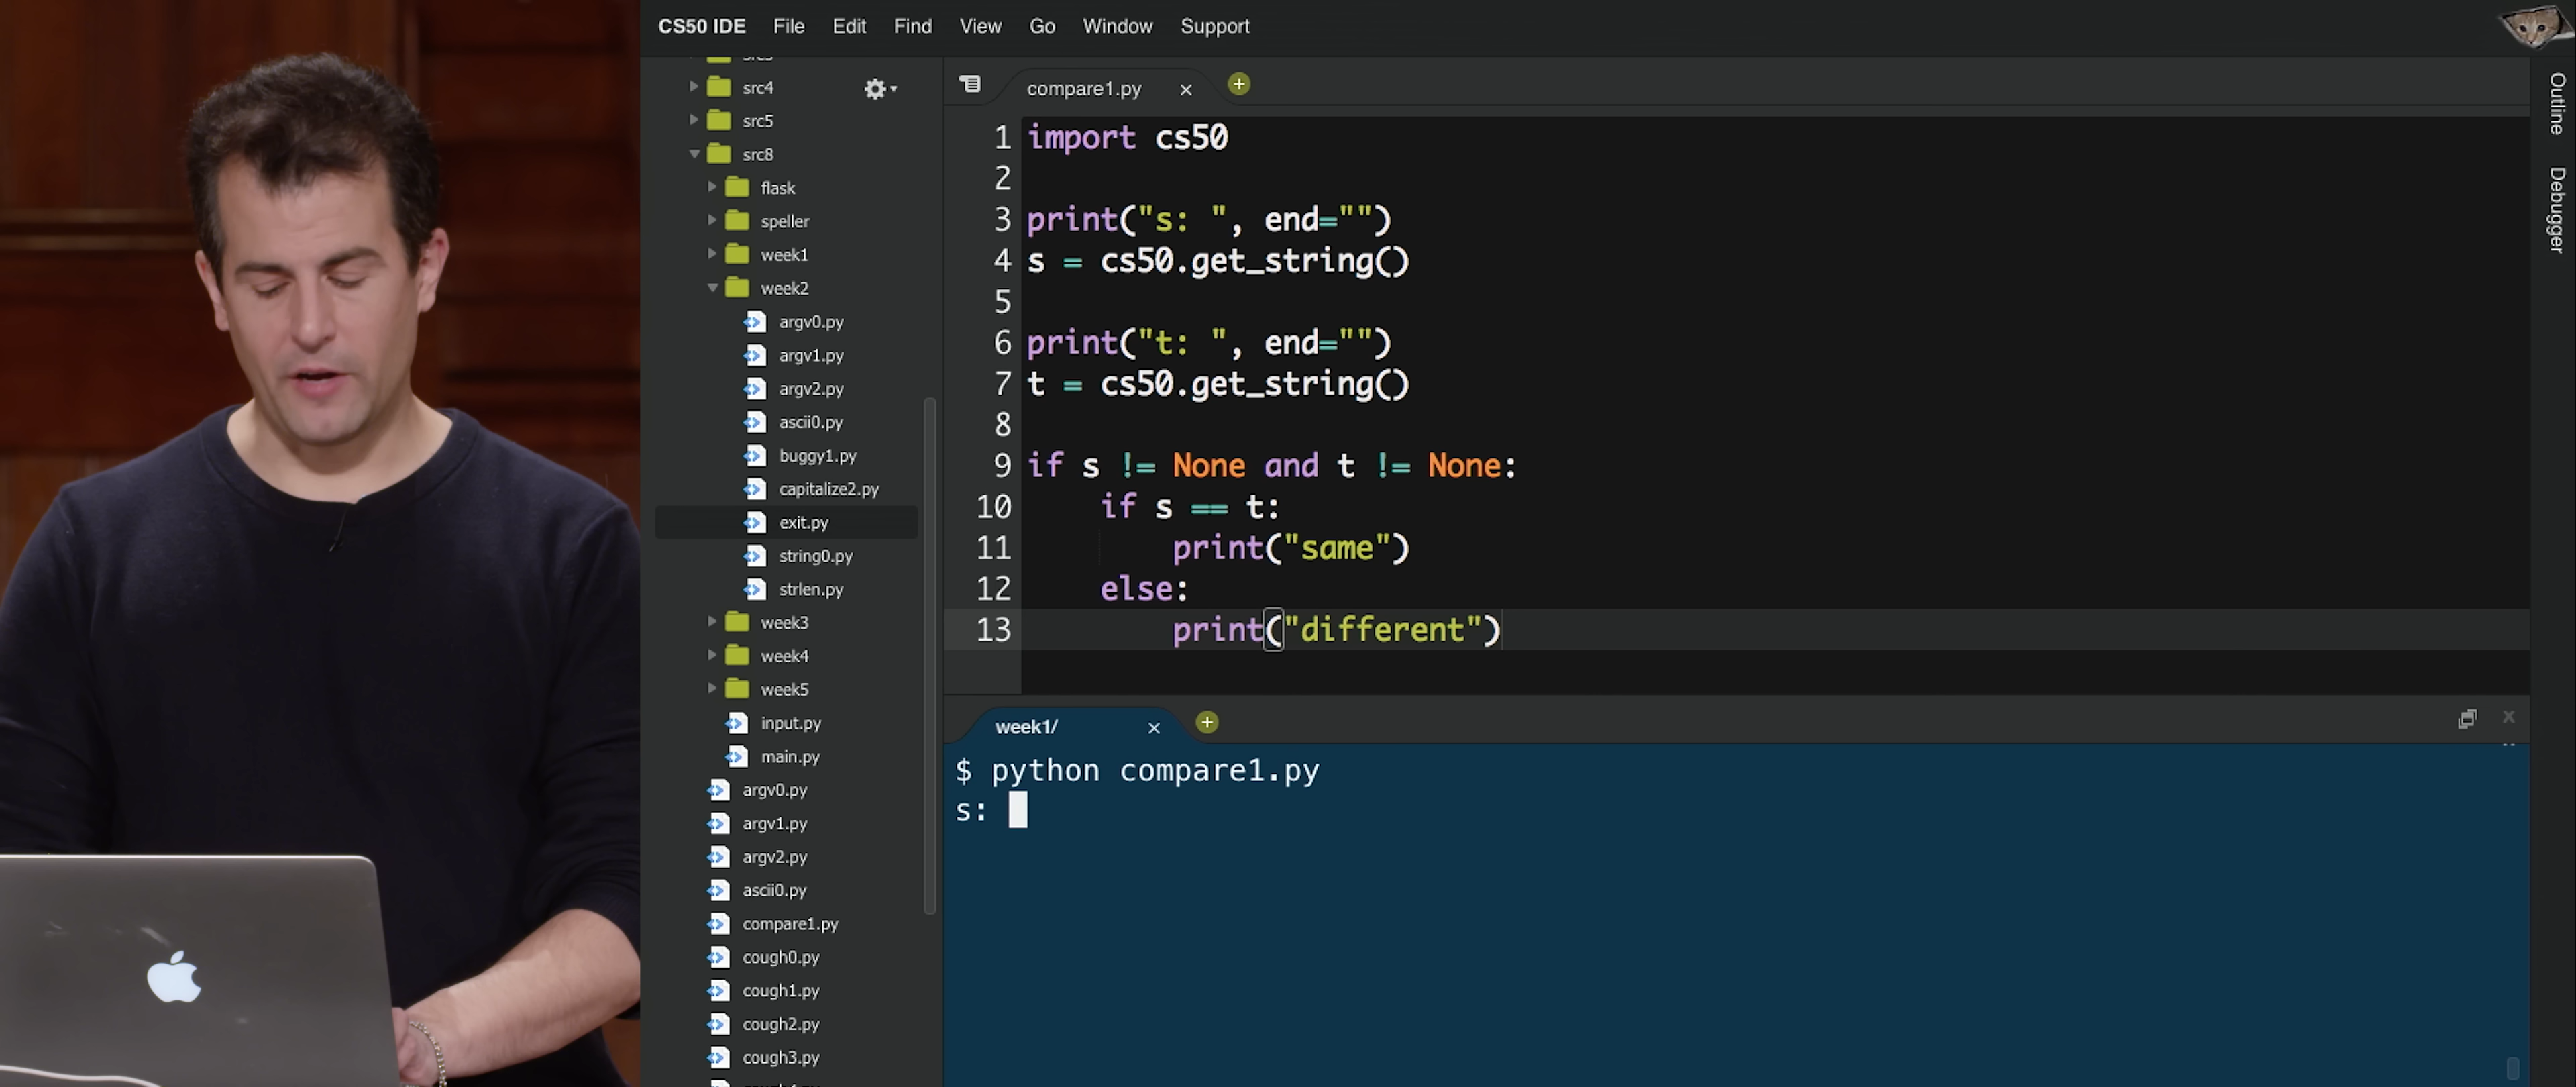 CS50 IDE File Edit Find View Go Window Support
src4
src5
src8
flask
speller
week1
week2
argv0.py
argv1.py
argv2.py
ascii0.py
buggy1.py
capitalize2.py
exit.py
string0.py
strlen.py
week3
week4
week5
input.py
main.py
argv0.py
argv1.py
argv2.py
ascii0.py
compare1.py
cough0.py
cough1.py
cough2.py
cough3.py
compare1.py
1 import cs50
2
3 print("s: ", end="")
4 s = cs50.get_string()
5
6 print("t: ", end="")
7 t = cs50.get_string()
8
9 if s != None and t != None:
10 if s == t:
11 print("same")
12 else:
13 print("different")
week1/
$ python compare1.py
s:
Outline
Debugger